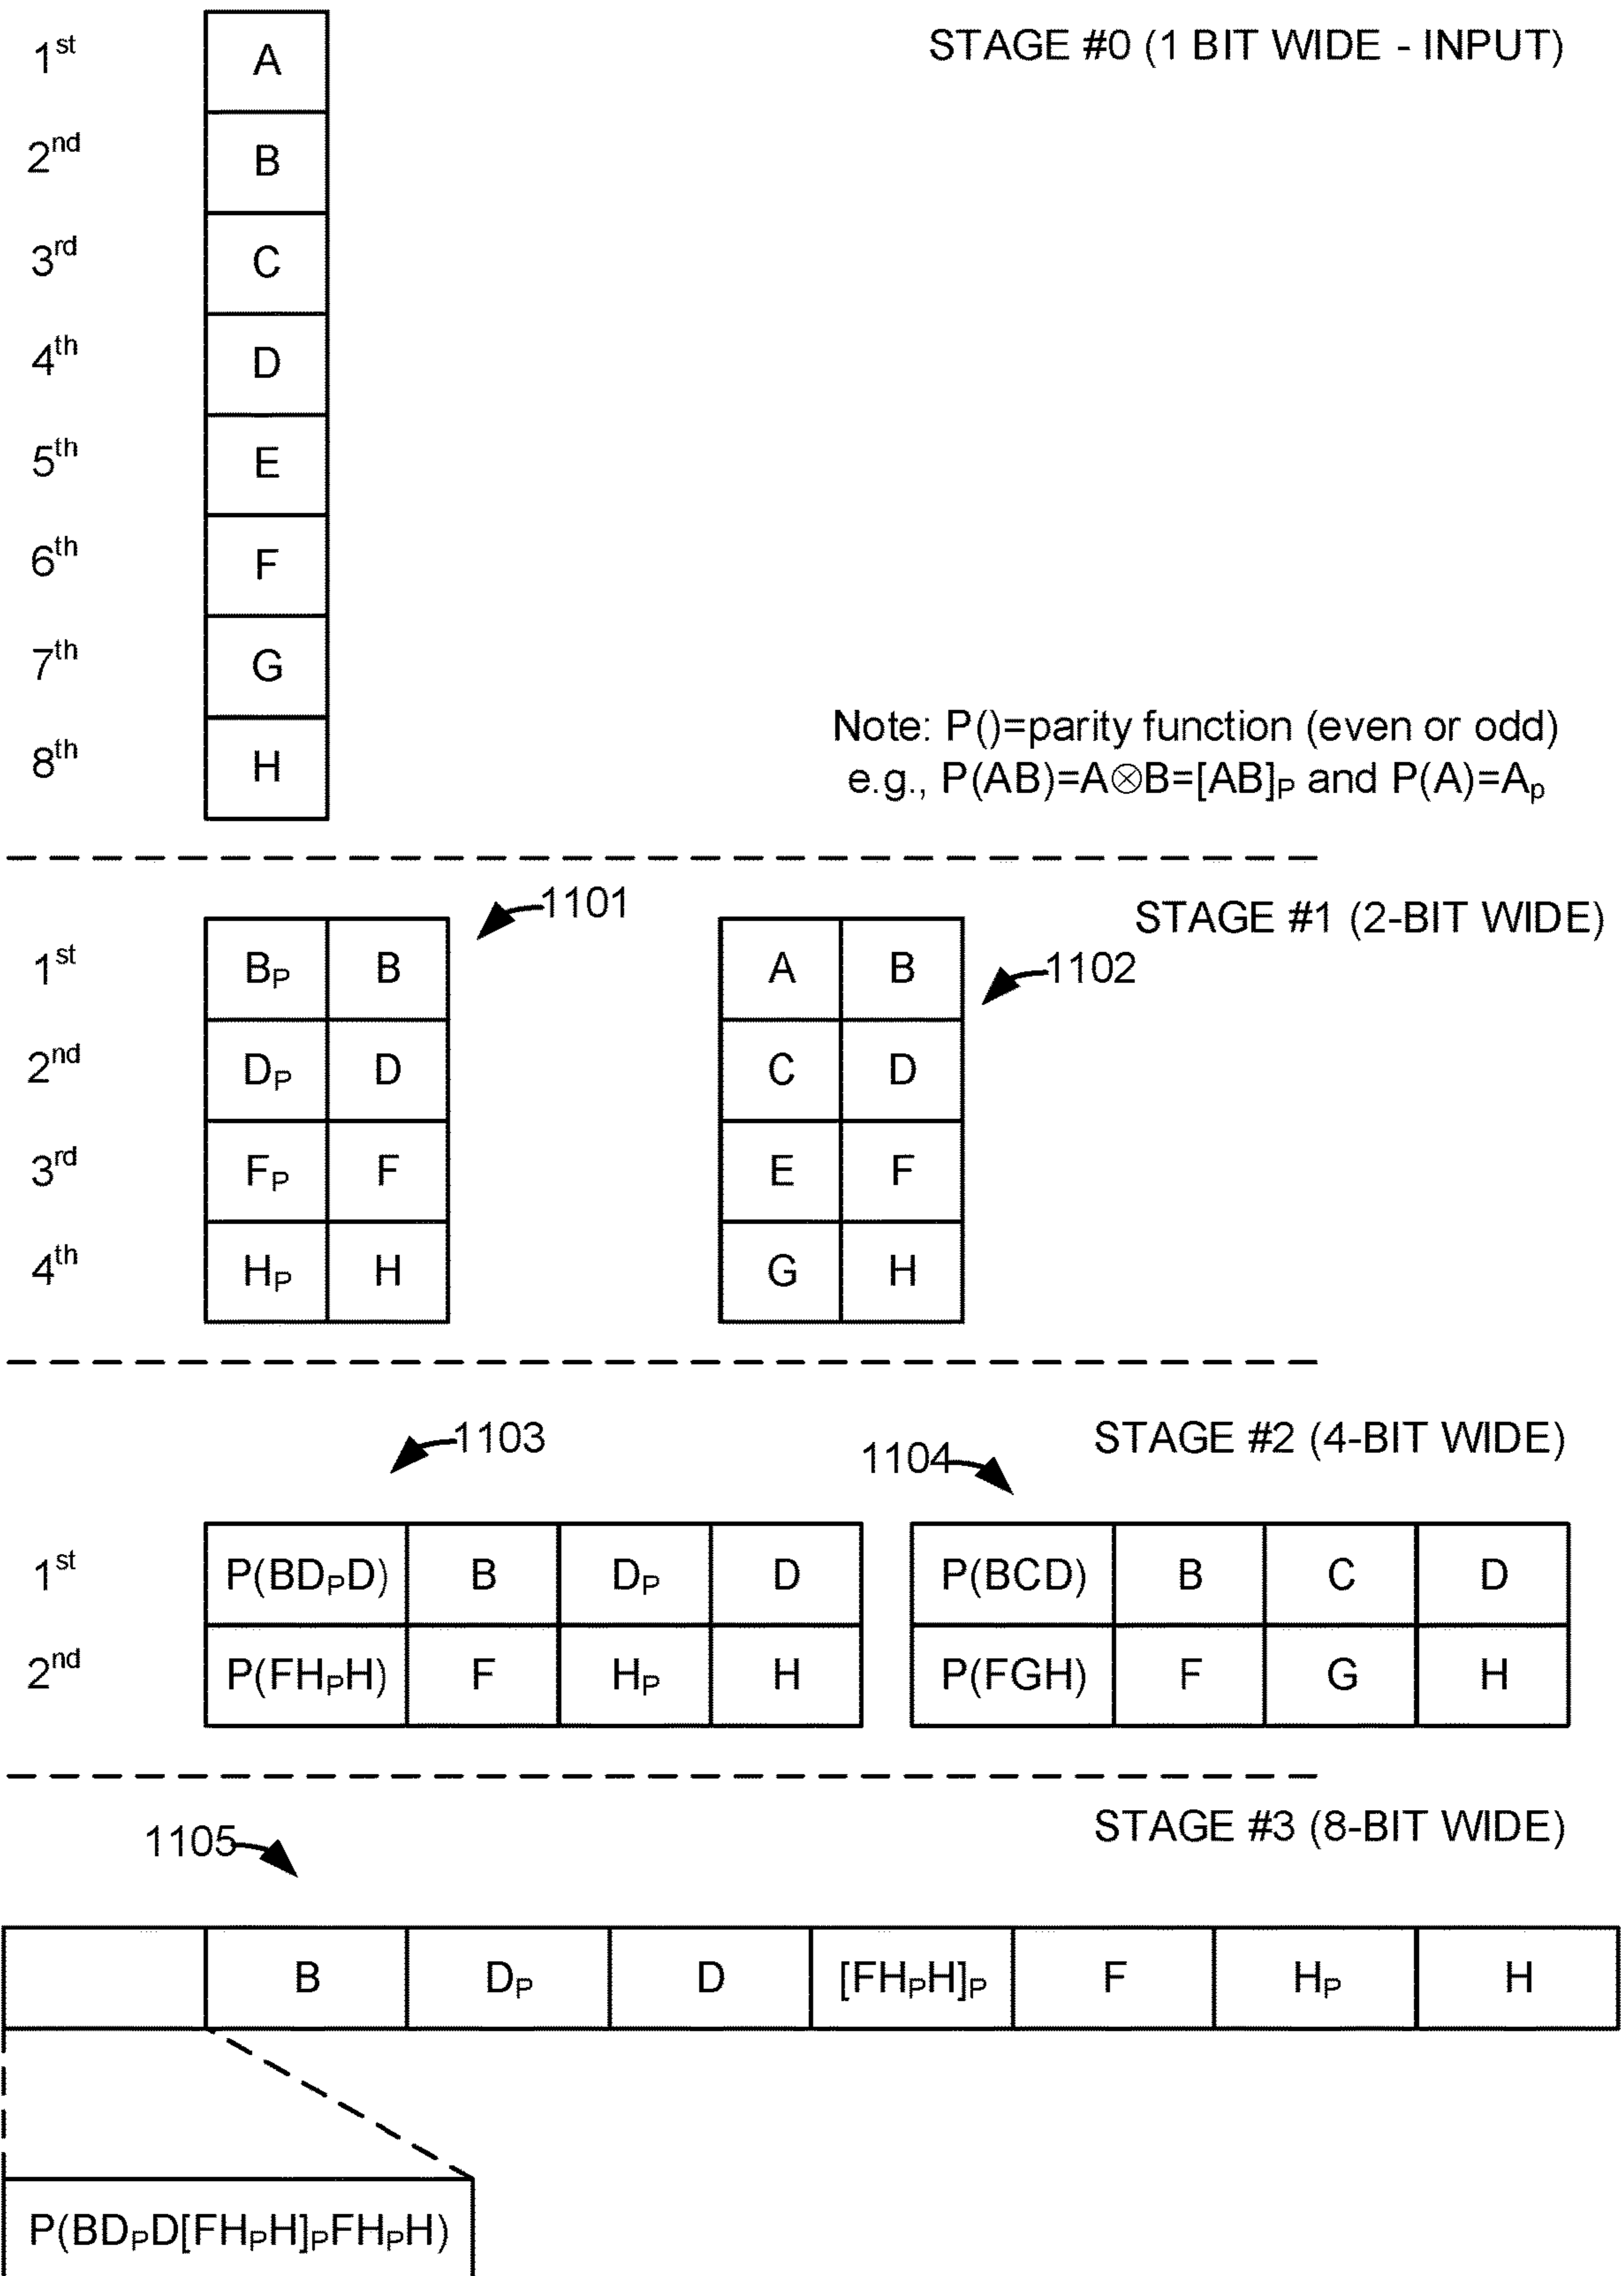 STAGE #0 (1 BIT WIDE - INPUT)
1st A
2nd B
3rd C
4th D
5th E
6th F
7th G
8th H
Note: P()=parity function (even or odd)
e.g., P(AB)=A⊗B=[AB]P and P(A)=Ap
1101
STAGE #1 (2-BIT WIDE)
1102
1st BP B A B
2nd DP D C D
3rd FP F E F
4th HP H G H
1103
STAGE #2 (4-BIT WIDE)
1104
1st P(BDPD) B DP D P(BCD) B C D
2nd P(FHPH) F HP H P(FGH) F G H
STAGE #3 (8-BIT WIDE)
1105
B DP D [FHPH]P F HP H
P(BDPD[FHPH]PFHPH)